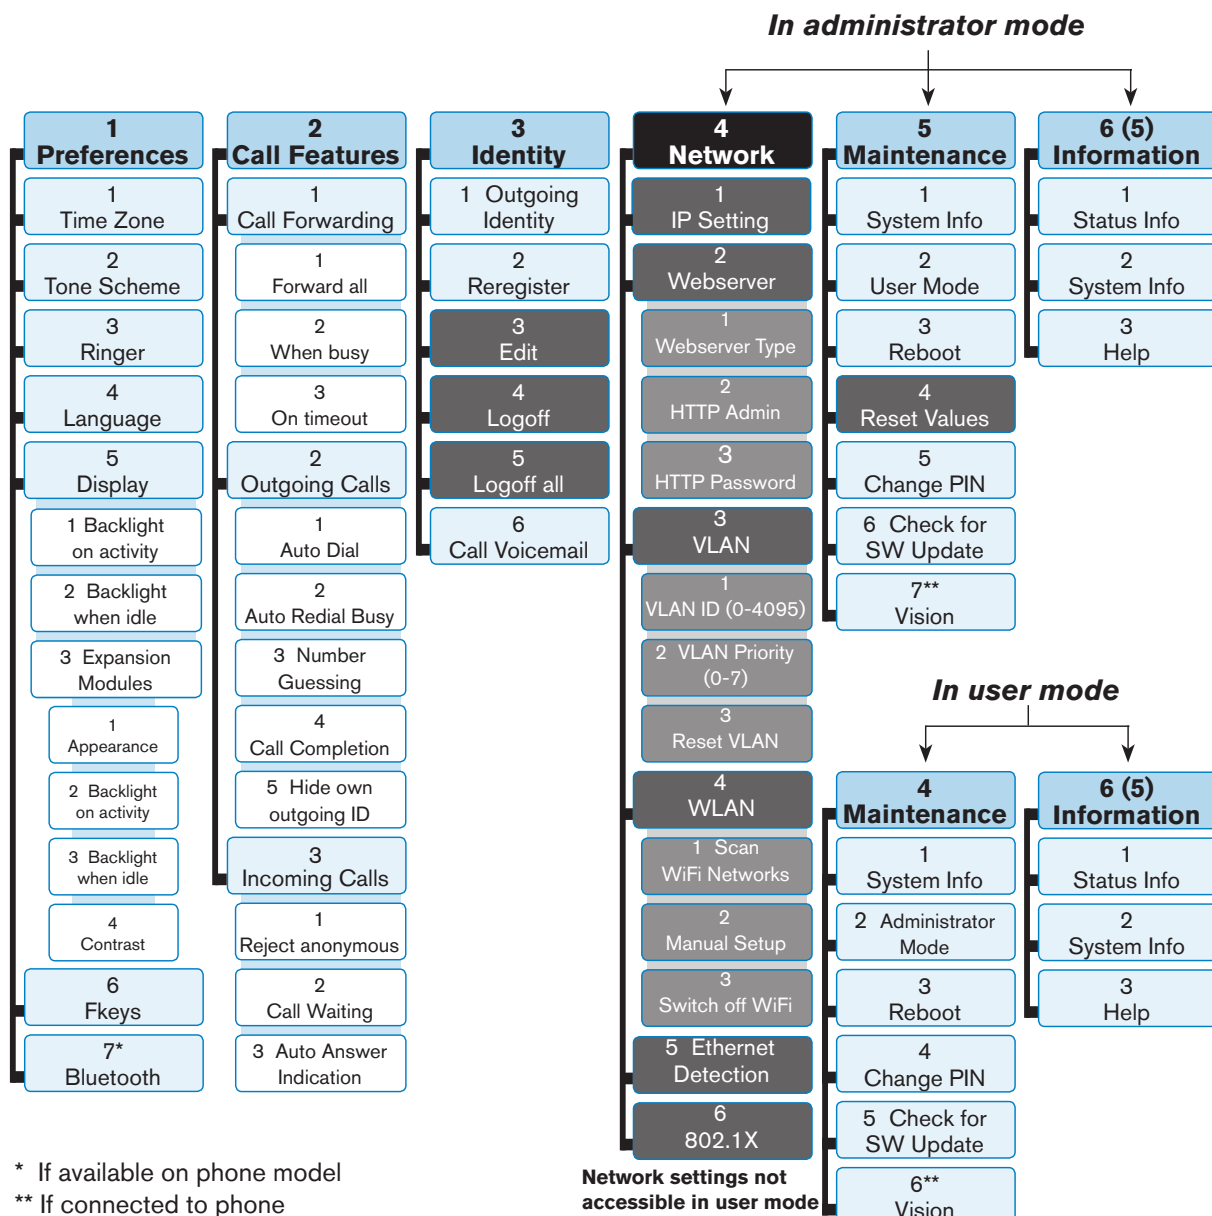 In administrator mode
1
Preferences
1
Time Zone
2
Tone Scheme
3
Ringer
4
Language
5
Display
1 Backlight
on activity
2 Backlight
when idle
3 Expansion
Modules
1
Appearance
2 Backlight
on activity
3 Backlight
when idle
4
Contrast
6
Fkeys
7*
Bluetooth
2
Call Features
1
Call Forwarding
1
Forward all
2
When busy
3
On timeout
2
Outgoing Calls
1
Auto Dial
2
Auto Redial Busy
3 Number
Guessing
4
Call Completion
5 Hide own
outgoing ID
3
Incoming Calls
1
Reject anonymous
2
Call Waiting
3 Auto Answer
Indication
3
Identity
1 Outgoing
Identity
2
Reregister
3
Edit
4
Logoff
5
Logoff all
6
Call Voicemail
4
Network
1
IP Setting
2
Webserver
1
Webserver Type
2
HTTP Admin
3
HTTP Password
3
VLAN
1
VLAN ID (0-4095)
2 VLAN Priority
(0-7)
3
Reset VLAN
4
WLAN
1 Scan
WiFi Networks
2
Manual Setup
3
Switch off WiFi
5 Ethernet
Detection
6
802.1X
Network settings not
accessible in user mode
5
Maintenance
1
System Info
2
User Mode
3
Reboot
4
Reset Values
5
Change PIN
6 Check for
SW Update
7**
Vision
6 (5)
Information
1
Status Info
2
System Info
3
Help
In user mode
4
Maintenance
1
System Info
2 Administrator
Mode
3
Reboot
4
Change PIN
5 Check for
SW Update
6**
Vision
6 (5)
Information
1
Status Info
2
System Info
3
Help
* If available on phone model
** If connected to phone